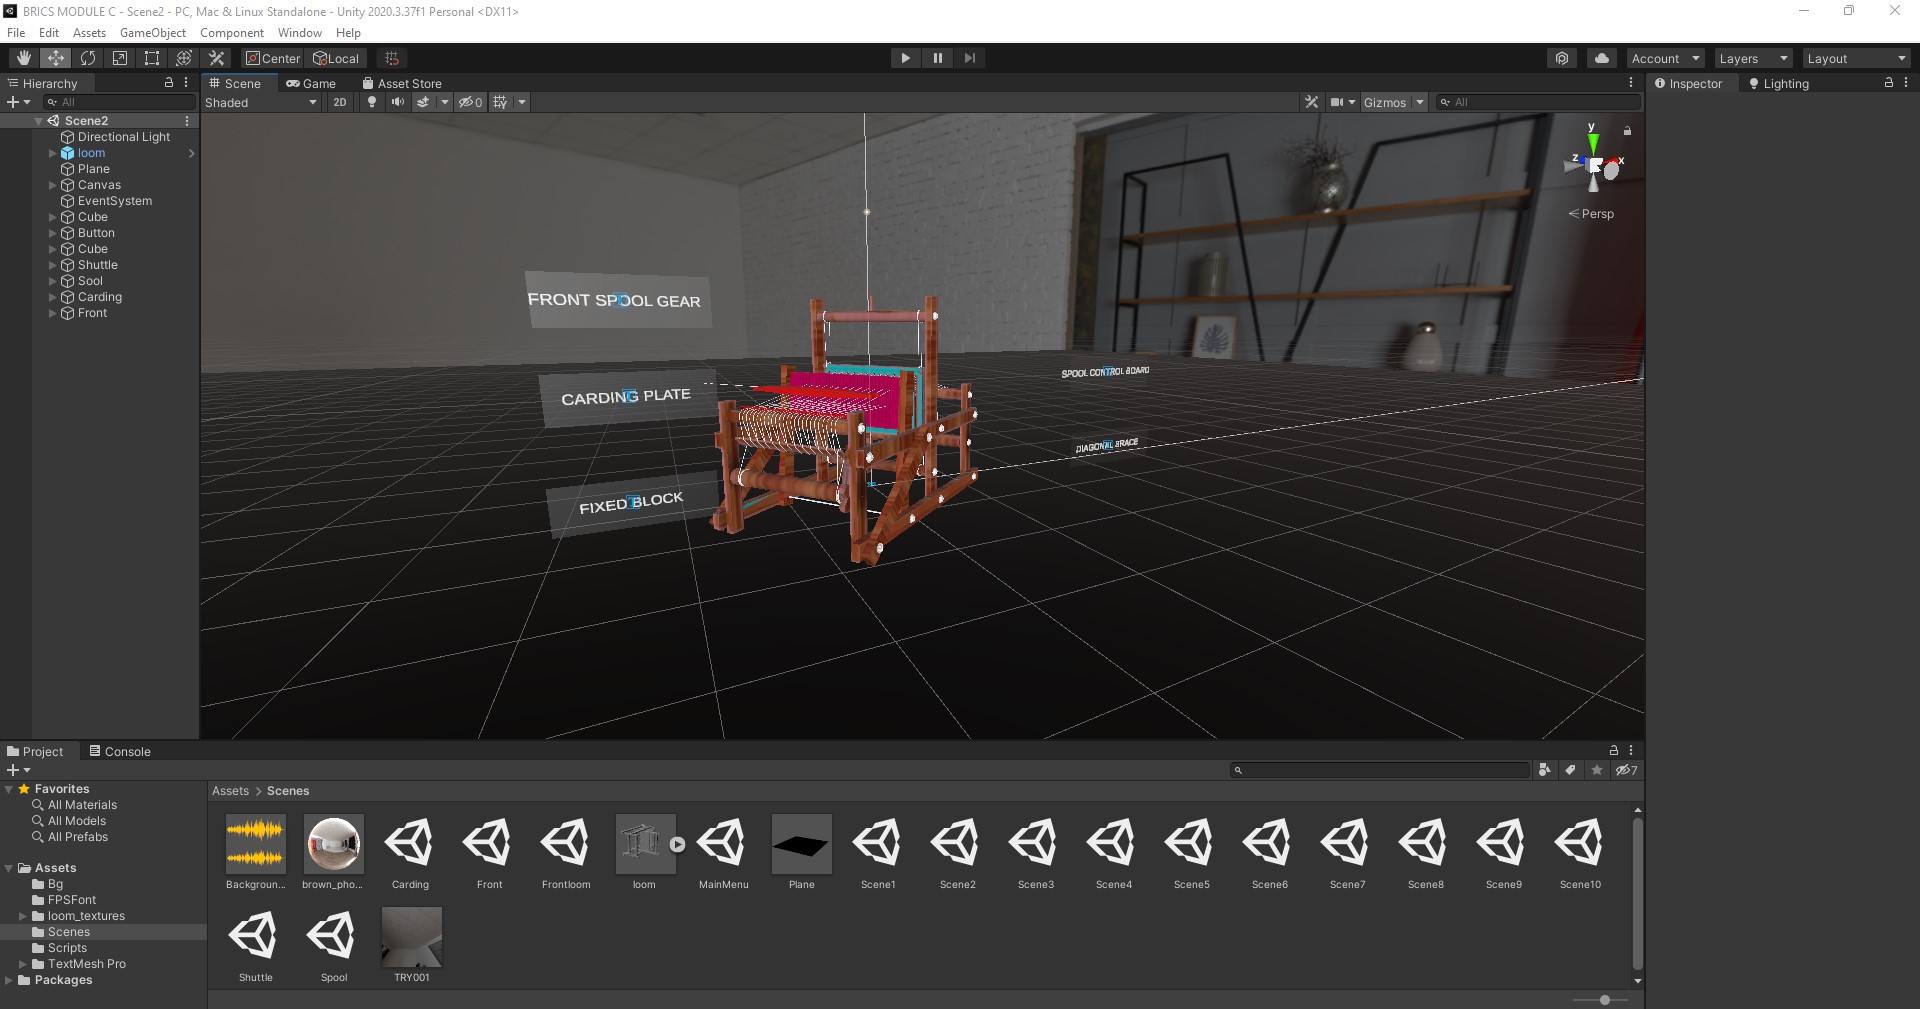 BRICS MODULE C - Scene2 - PC, Mac & Linux Standalone - Unity 2020.3.37f1 Personal <DX11>
File Edit Assets GameObject Component Window Help
Center Local Account Layers Layout
Hierarchy
Scene Game Asset Store
Inspector Lighting
All
Shaded 2D 0 Gizmos All
Scene2
Directional Light
loom
Plane
Canvas
EventSystem
Cube
Button
Cube
Shuttle
Sool
Carding
Front
y
z x
Persp
FRONT SPOOL GEAR
CARDING PLATE
FIXED BLOCK
SPOOL CONTROL BOARD
DIAGONAL BRACE
Project Console
7
Favorites
All Materials
All Models
All Prefabs
Assets
Bg
FPSFont
loom_textures
Scenes
Scripts
TextMesh Pro
Packages
Assets > Scenes
Backgroun... brown_pho... Carding Front Frontloom loom MainMenu Plane Scene1 Scene2 Scene3 Scene4 Scene5 Scene6 Scene7 Scene8 Scene9 Scene10
Shuttle Spool TRY001